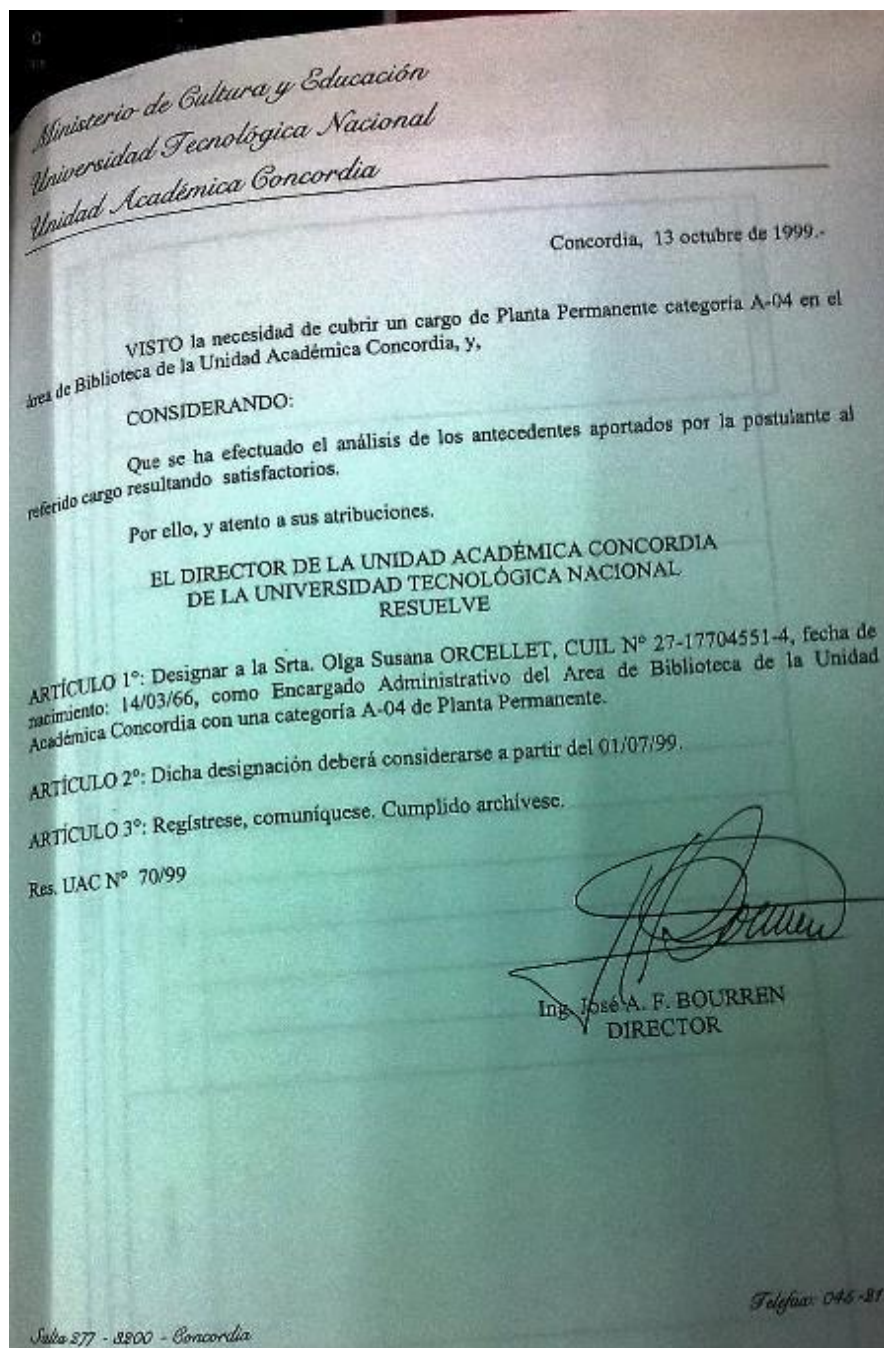 Ministerio de Cultura y Educación
Universidad Tecnológica Nacional
Unidad Académica Concordia
Concordia, 13 octubre de 1999.-
VISTO la necesidad de cubrir un cargo de Planta Permanente categoría A-04 en el
área de Biblioteca de la Unidad Académica Concordia, y,
CONSIDERANDO:
Que se ha efectuado el análisis de los antecedentes aportados por la postulante al
referido cargo resultando satisfactorios.
Por ello, y atento a sus atribuciones.
EL DIRECTOR DE LA UNIDAD ACADÉMICA CONCORDIA
DE LA UNIVERSIDAD TECNOLÓGICA NACIONAL
RESUELVE
ARTÍCULO 1º: Designar a la Srta. Olga Susana ORCELLET, CUIL Nº 27-17704551-4, fecha de
nacimiento: 14/03/66, como Encargado Administrativo del Area de Biblioteca de la Unidad
Académica Concordia con una categoría A-04 de Planta Permanente.
ARTÍCULO 2º: Dicha designación deberá considerarse a partir del 01/07/99.
ARTÍCULO 3º: Regístrese, comuníquese. Cumplido archívese.
Res. UAC Nº 70/99
Ing. José A. F. BOURREN
DIRECTOR
Telefax: 045-21
Salta 277 - 3200 - Concordia